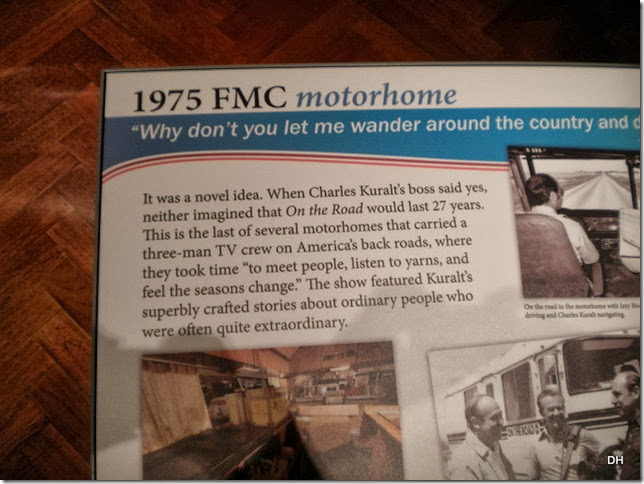 1975 FMC motorhome
“Why don’t you let me wander around the country and
It was a novel idea. When Charles Kuralt’s boss said yes,
neither imagined that On the Road would last 27 years.
This is the last of several motorhomes that carried a
three-man TV crew on America’s back roads, where
they took time “to meet people, listen to yarns, and
feel the seasons change.” The show featured Kuralt’s
superbly crafted stories about ordinary people who
were often quite extraordinary.
On the road in the motorhome with Izzy
driving and Charles Kuralt navigating.
ON THE ROAD
DH